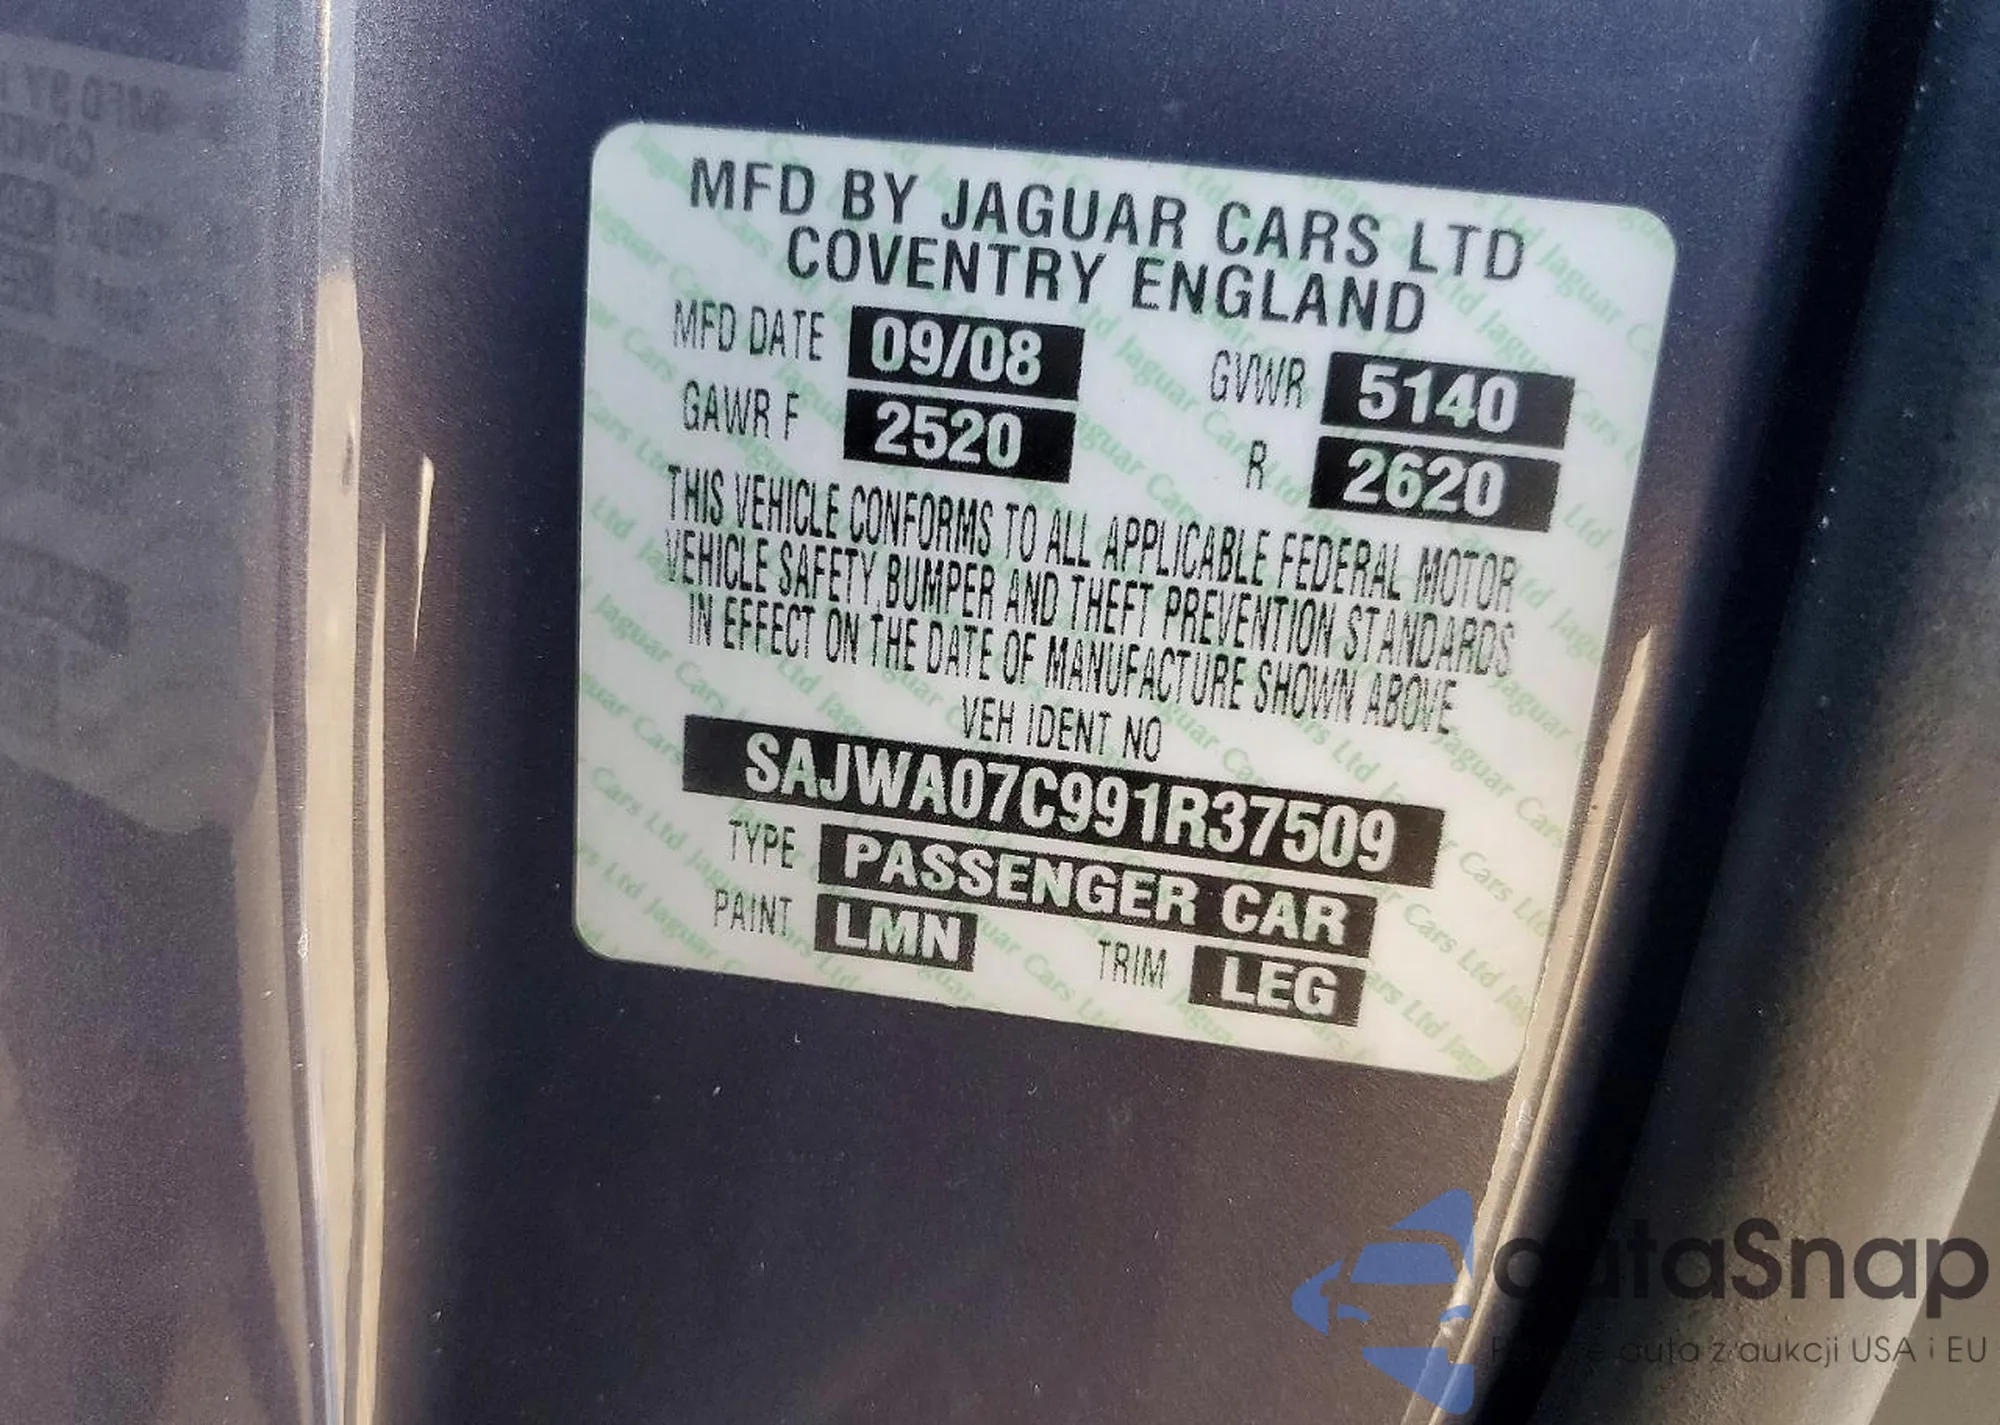 MFD BY JAGUAR CARS LTD
COVENTRY ENGLAND
MFD DATE 09/08 GVWR 5140
GAWR F 2520 R 2620
THIS VEHICLE CONFORMS TO ALL APPLICABLE FEDERAL MOTOR
VEHICLE SAFETY, BUMPER AND THEFT PREVENTION STANDARDS
IN EFFECT ON THE DATE OF MANUFACTURE SHOWN ABOVE
VEH IDENT NO
SAJWA07C991R37509
TYPE PASSENGER CAR
PAINT LMN TRIM LEG
dataSnap
auta z aukcji USA i EU